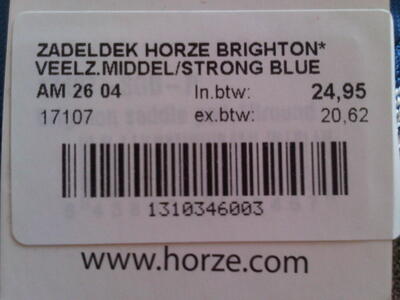 ZADELDEK HORZE BRIGHTON*
VEELZ.MIDDEL/STRONG BLUE
AM 26 04 In.btw: 24,95
17107 ex.btw: 20,62
1310346003
www.horze.com